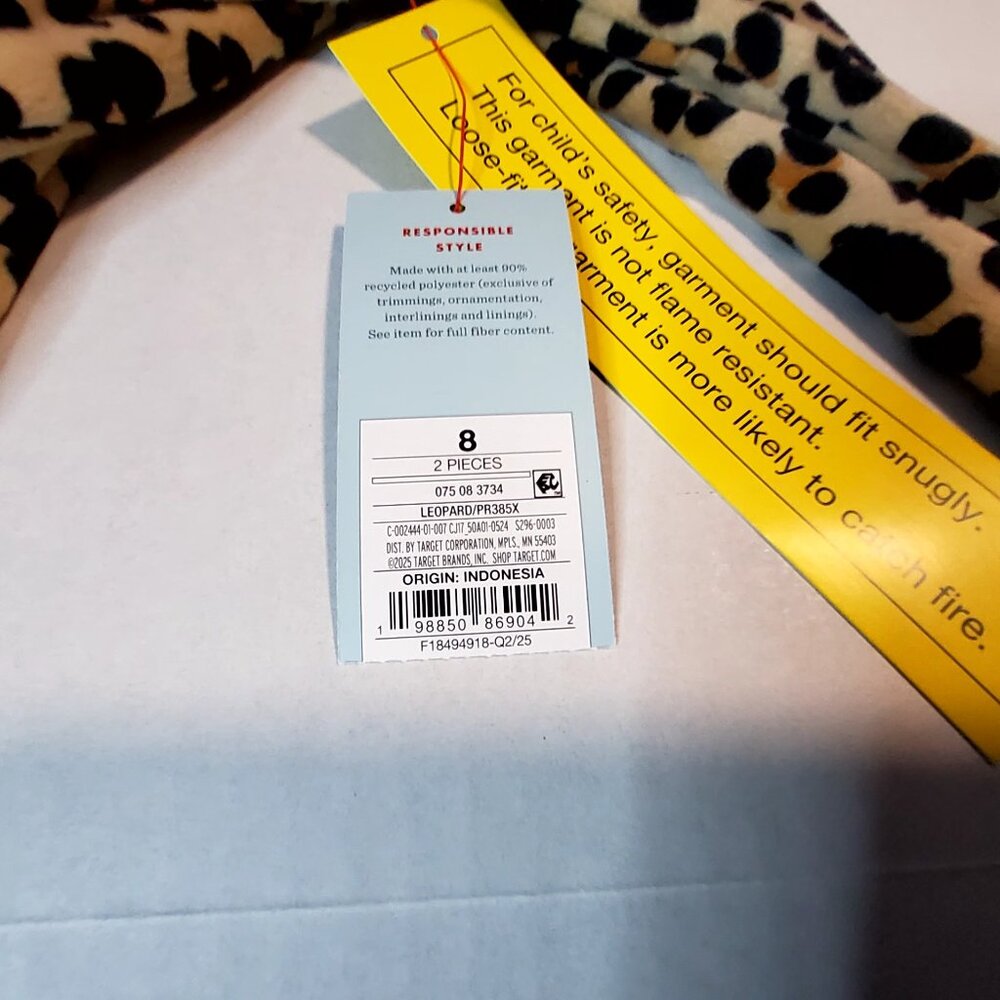 For child's safety, garment should fit snugly.
This garment is not flame resistant.
Loose-fit garment is more likely to catch fire.
RESPONSIBLE
STYLE
Made with at least 90%
recycled polyester (exclusive of
trimmings, ornamentation,
interlinings and linings).
See item for full fiber content.
8
2 PIECES
075 08 3734
LEOPARD/PR385X
C-002444-01-007 CJ17_50A01-0524 S296-0003
DIST. BY TARGET CORPORATION, MPLS., MN 55403
©2025 TARGET BRANDS, INC. SHOP TARGET.COM
ORIGIN: INDONESIA
1 98850 86904 2
F18494918-Q2/25